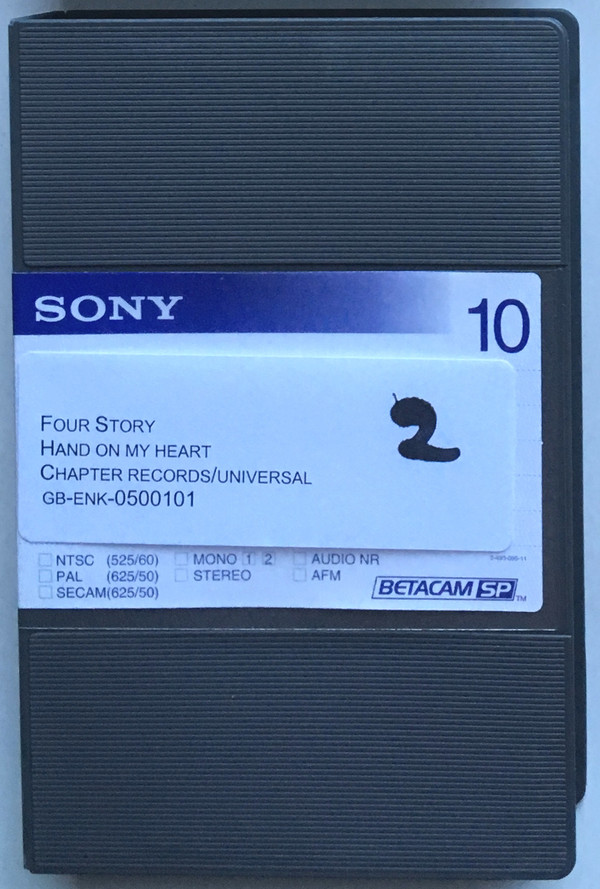 SONY
10
2
FOUR STORY
HAND ON MY HEART
CHAPTER RECORDS/UNIVERSAL
GB-ENK-0500101
NTSC (525/60) MONO 1 2 AUDIO NR
PAL (625/50) STEREO AFM
SECAM(625/50)
BETACAM SP TM